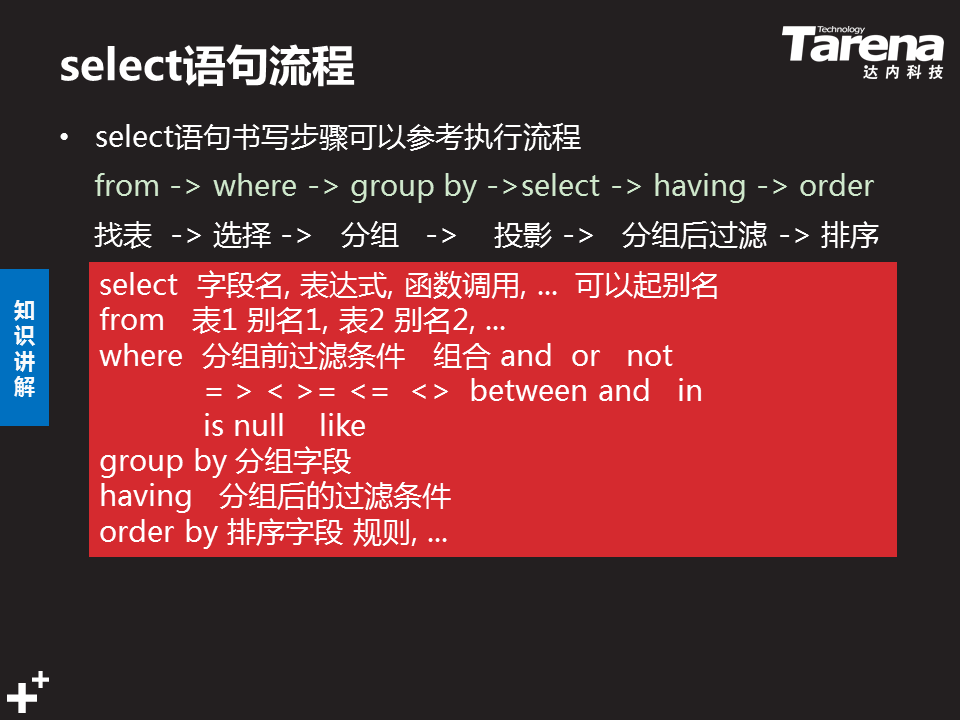 select语句流程
Technology
Tarena
达内科技
• select语句书写步骤可以参考执行流程
from -> where -> group by ->select -> having -> order
找表 -> 选择 -> 分组 -> 投影 -> 分组后过滤 -> 排序
知识讲解
select 字段名, 表达式, 函数调用, ... 可以起别名
from 表1 别名1, 表2 别名2, ...
where 分组前过滤条件 组合 and or not
= > < >= <= <> between and in
is null like
group by 分组字段
having 分组后的过滤条件
order by 排序字段 规则, ...